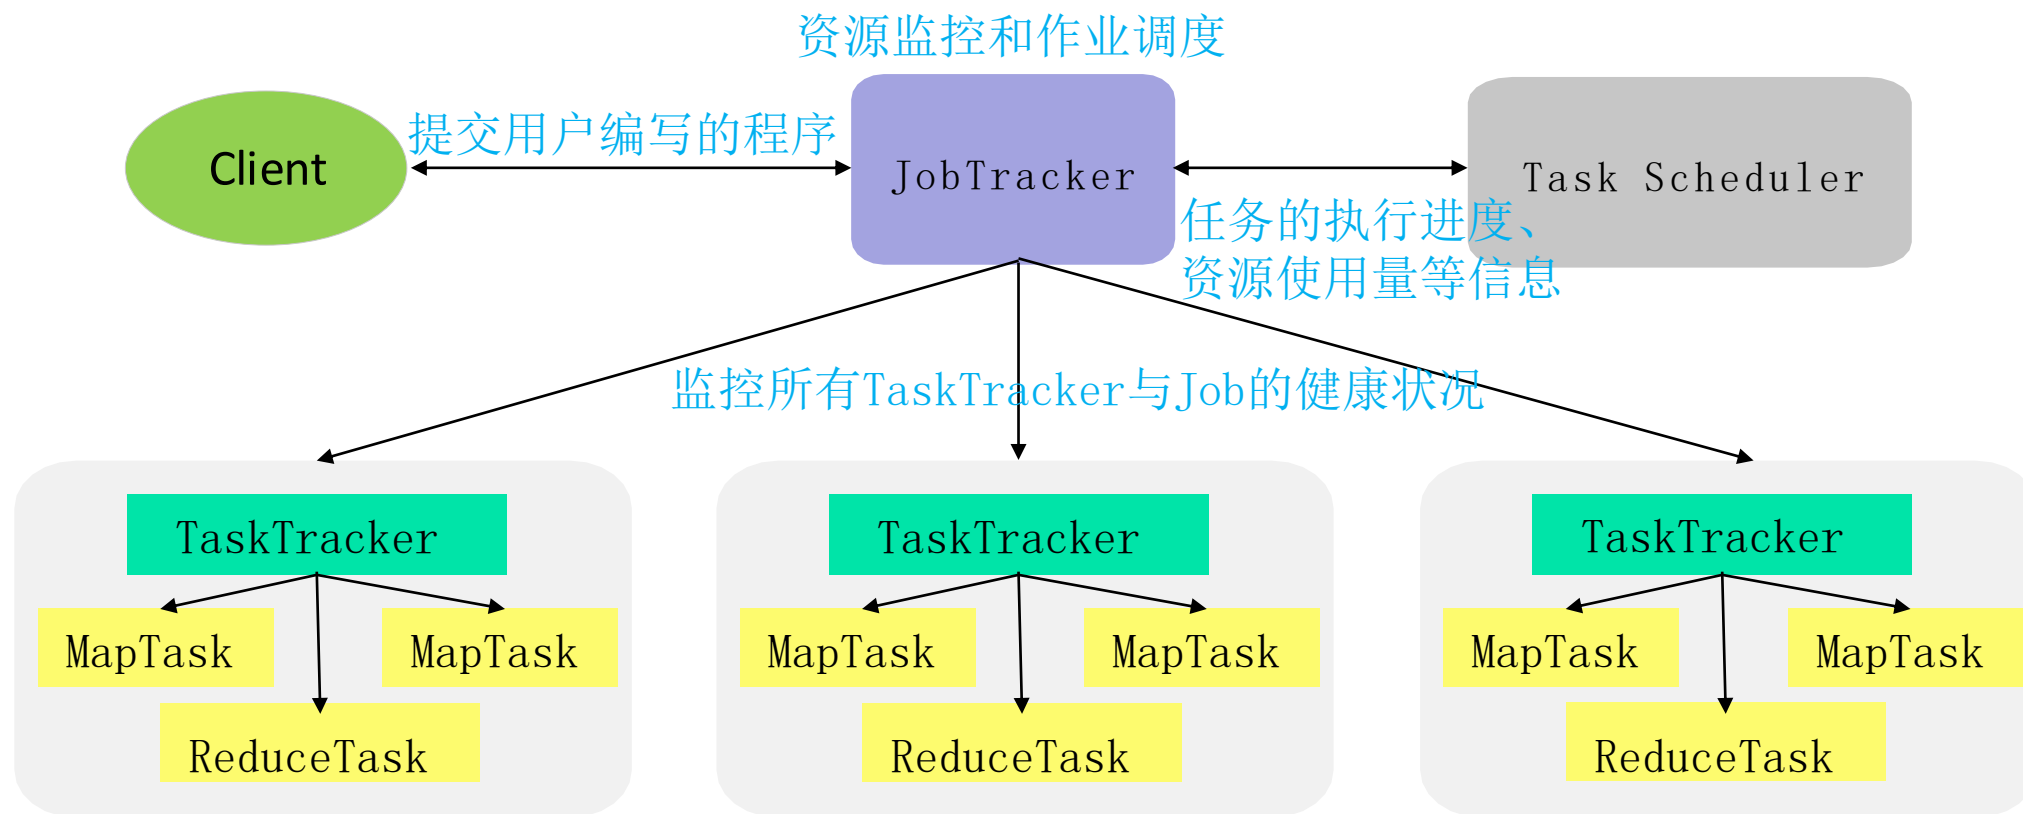 资源监控和作业调度
提交用户编写的程序
Client
JobTracker
Task Scheduler
任务的执行进度、
资源使用量等信息
监控所有TaskTracker与Job的健康状况
TaskTracker
TaskTracker
TaskTracker
MapTask
MapTask
MapTask
MapTask
MapTask
MapTask
ReduceTask
ReduceTask
ReduceTask